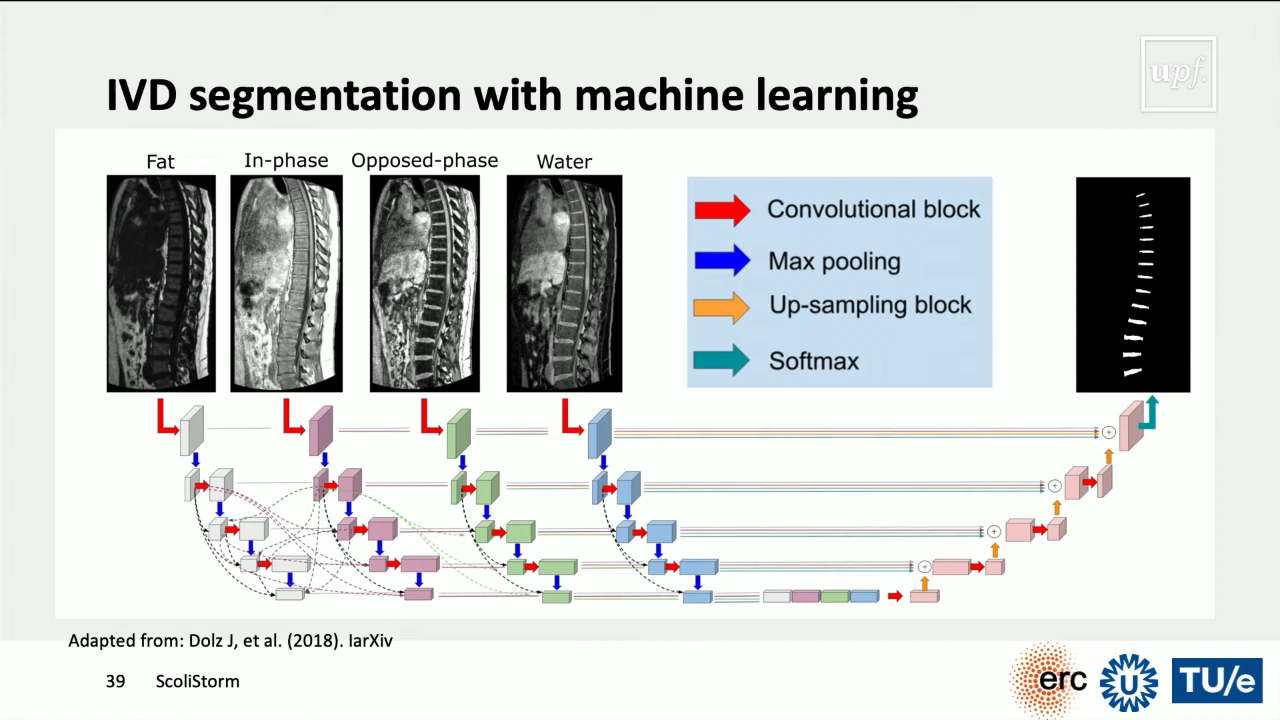 IVD segmentation with machine learning
upf.
Fat In-phase Opposed-phase Water
Convolutional block
Max pooling
Up-sampling block
Softmax
Adapted from: Dolz J, et al. (2018). IarXiv
39 ScoliStorm
erc U TU/e